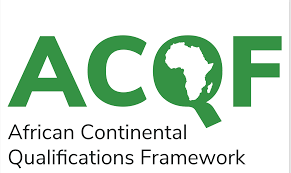 ACQF
African Continental
Qualifications Framework